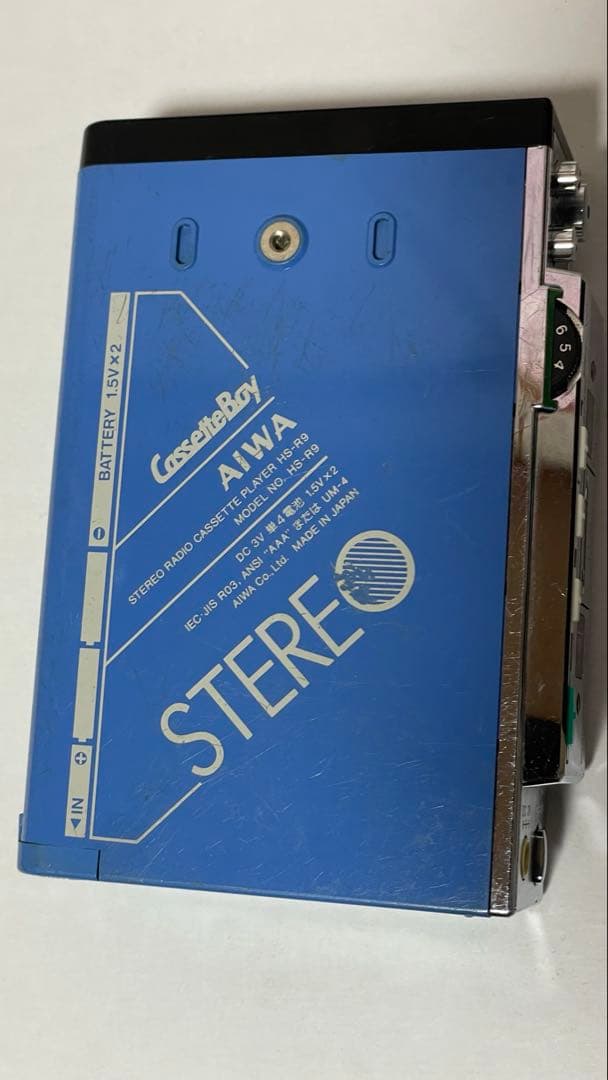 BATTERY 1.5V×2
⊖
⊕
◀IN
CassetteBoy
AIWA
STEREO RADIO CASSETTE PLAYER HS-R9
MODEL NO. HS-R9
DC 3V 単4電池 1.5V×2
IEC·JIS R03, ANSI "AAA" または UM-4
AIWA Co., Ltd. MADE IN JAPAN
STEREO
6 5 4